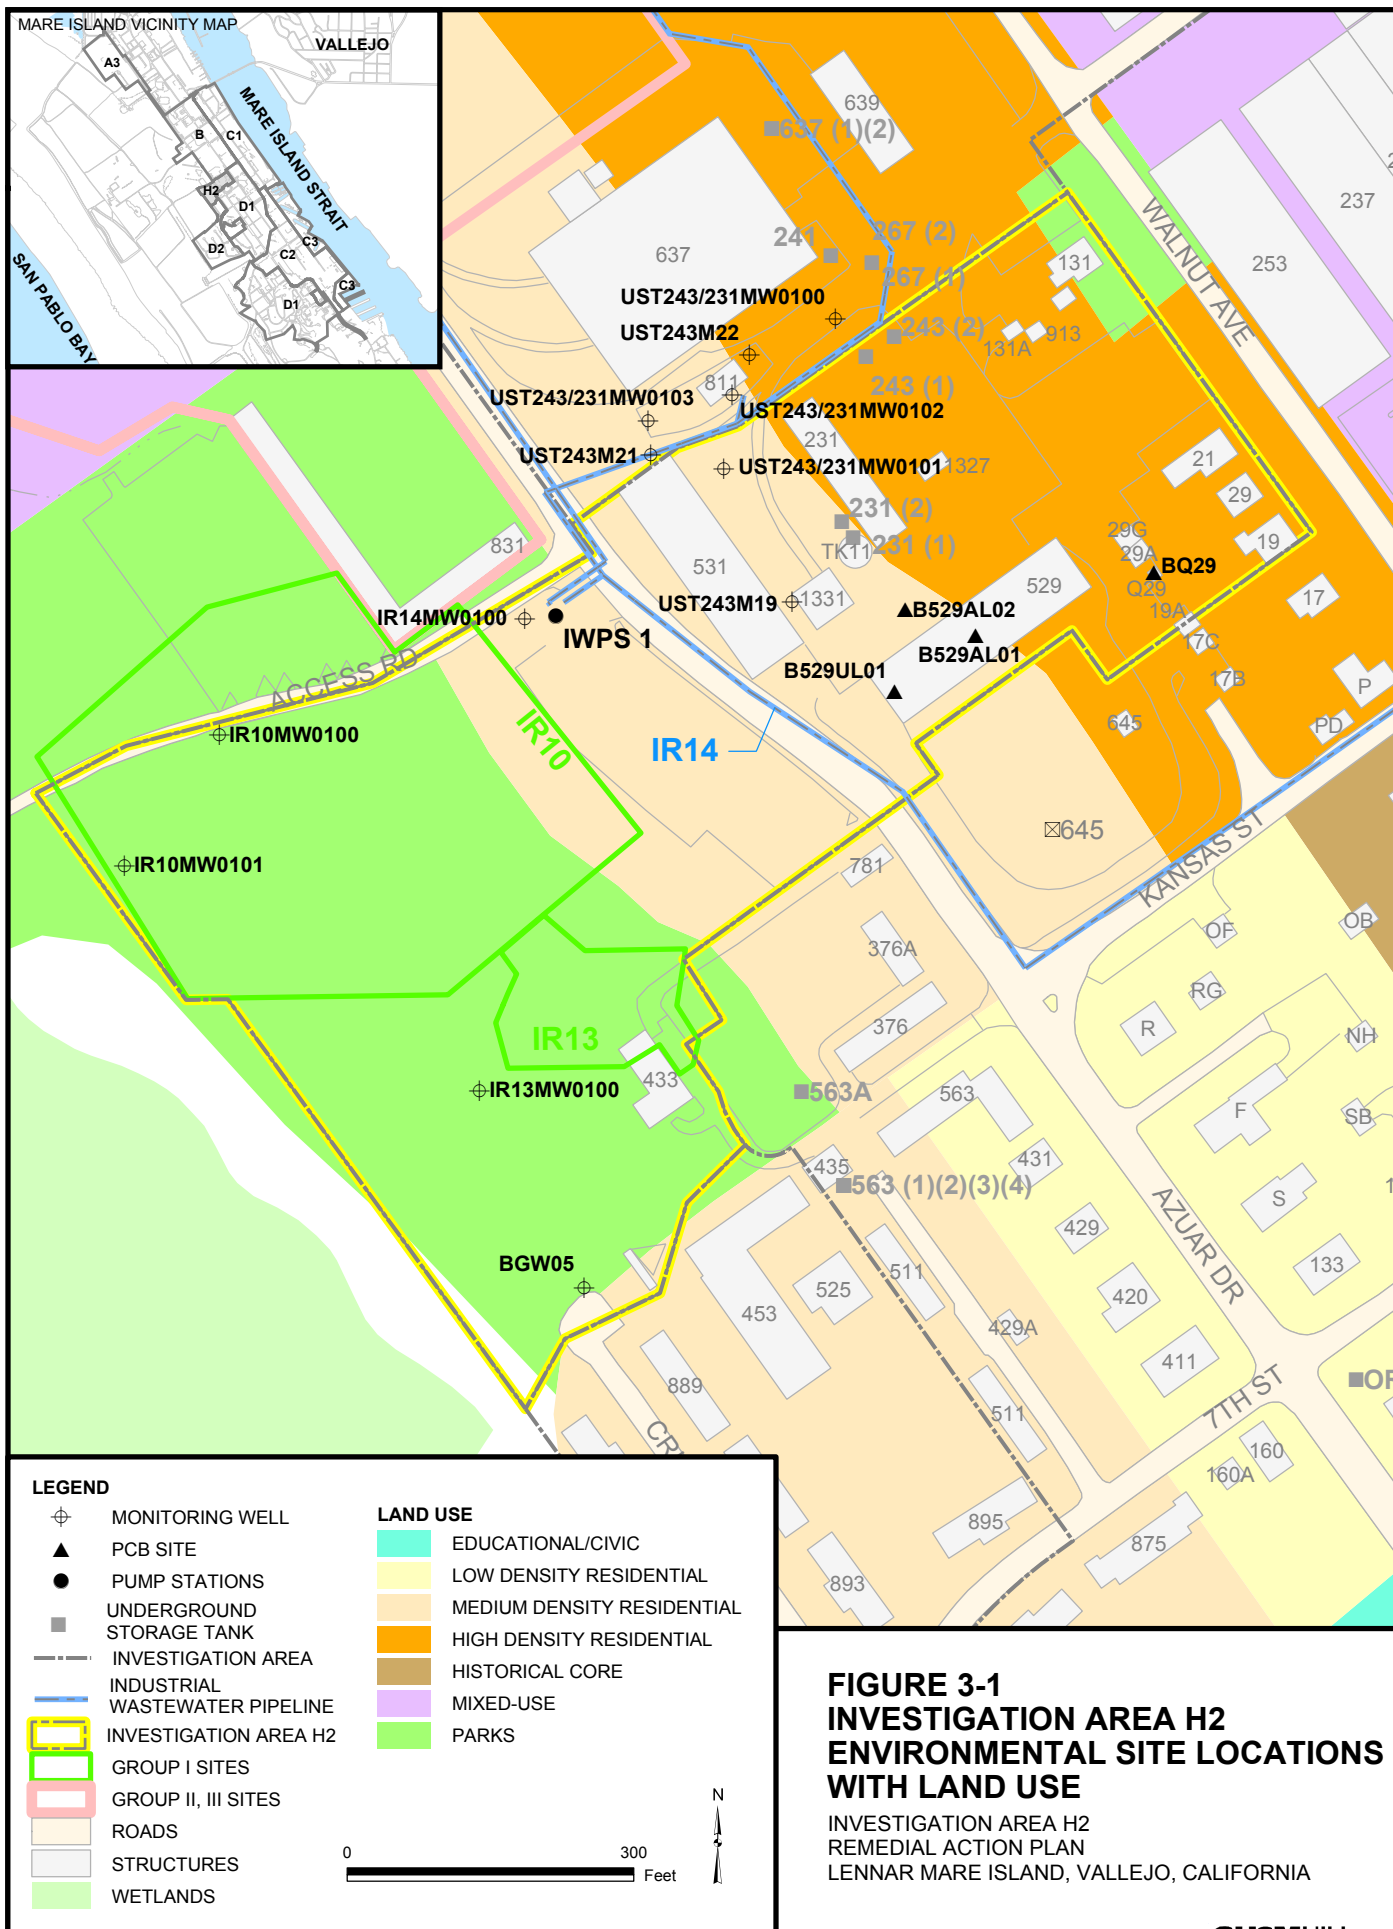 MARE ISLAND VICINITY MAP
VALLEJO
A3
MARE ISLAND STRAIT
B
C1
H2
D1
D2
C2
C3
C3
D1
SAN PABLO BAY
639
637 (1)(2)
637
241
267 (2)
267 (1)
131
WALNUT AVE
237
253
UST243/231MW0100
UST243M22
243 (2)
131A
913
243 (1)
811
UST243/231MW0103
UST243/231MW0102
231
UST243M21
UST243/231MW0101
1327
21
29
231 (2)
TK11
231 (1)
29G
29A
19
BQ29
Q29
831
531
UST243M19
1331
529
19A
17
IR14MW0100
IWPS 1
B529AL02
B529AL01
17C
B529UL01
17B
P
ACCESS RD
IR10MW0100
IR10
IR14
645
PD
645
KANSAS ST
IR10MW0101
781
376A
OF
OB
RG
376
R
NH
IR13
433
IR13MW0100
563A
563
F
SB
435
563 (1)(2)(3)(4)
431
S
AZUAR DR
429
BGW05
511
525
133
453
420
429A
411
889
511
7TH ST
160
160A
895
875
893
LEGEND
MONITORING WELL
PCB SITE
PUMP STATIONS
UNDERGROUND
STORAGE TANK
INVESTIGATION AREA
INDUSTRIAL
WASTEWATER PIPELINE
INVESTIGATION AREA H2
GROUP I SITES
GROUP II, III SITES
ROADS
STRUCTURES
WETLANDS
LAND USE
EDUCATIONAL/CIVIC
LOW DENSITY RESIDENTIAL
MEDIUM DENSITY RESIDENTIAL
HIGH DENSITY RESIDENTIAL
HISTORICAL CORE
MIXED-USE
PARKS
N
0
300
Feet
FIGURE 3-1
INVESTIGATION AREA H2
ENVIRONMENTAL SITE LOCATIONS
WITH LAND USE
INVESTIGATION AREA H2
REMEDIAL ACTION PLAN
LENNAR MARE ISLAND, VALLEJO, CALIFORNIA